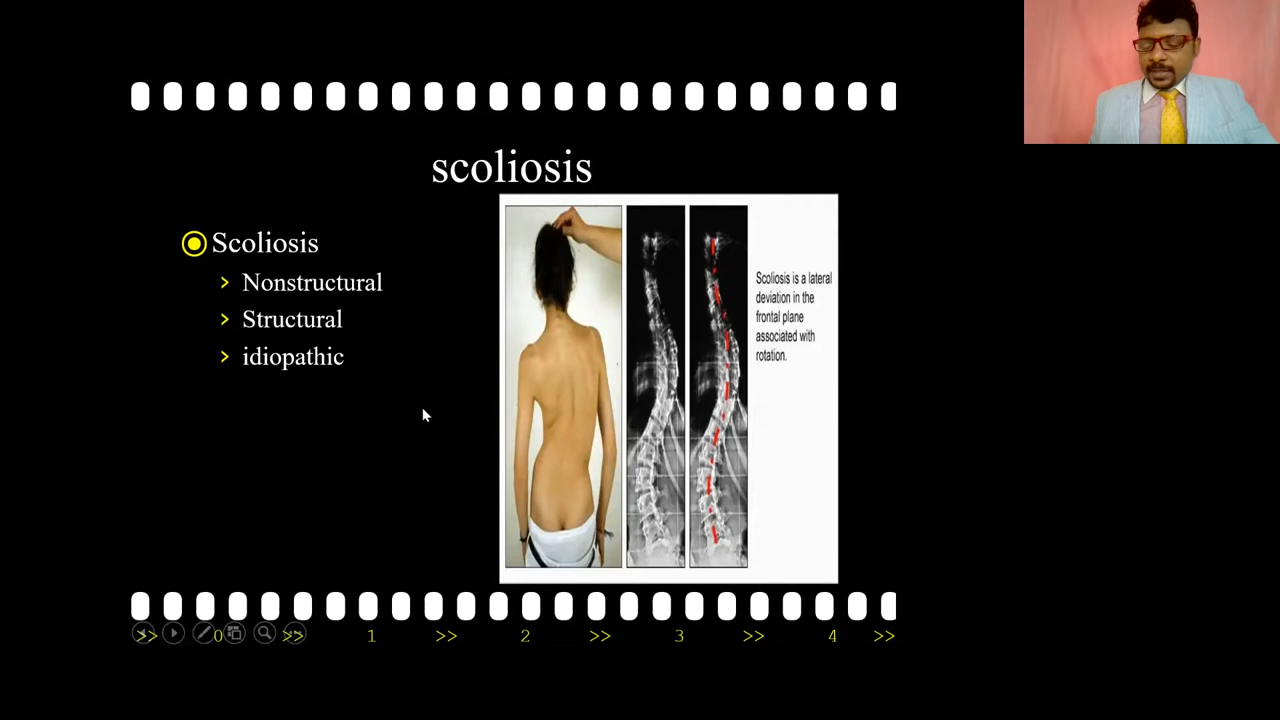 scoliosis
Scoliosis
Nonstructural
Structural
idiopathic
Scoliosis is a lateral
deviation in the
frontal plane
associated with
rotation.
>> 0 >> 1 >> 2 >> 3 >> 4 >>